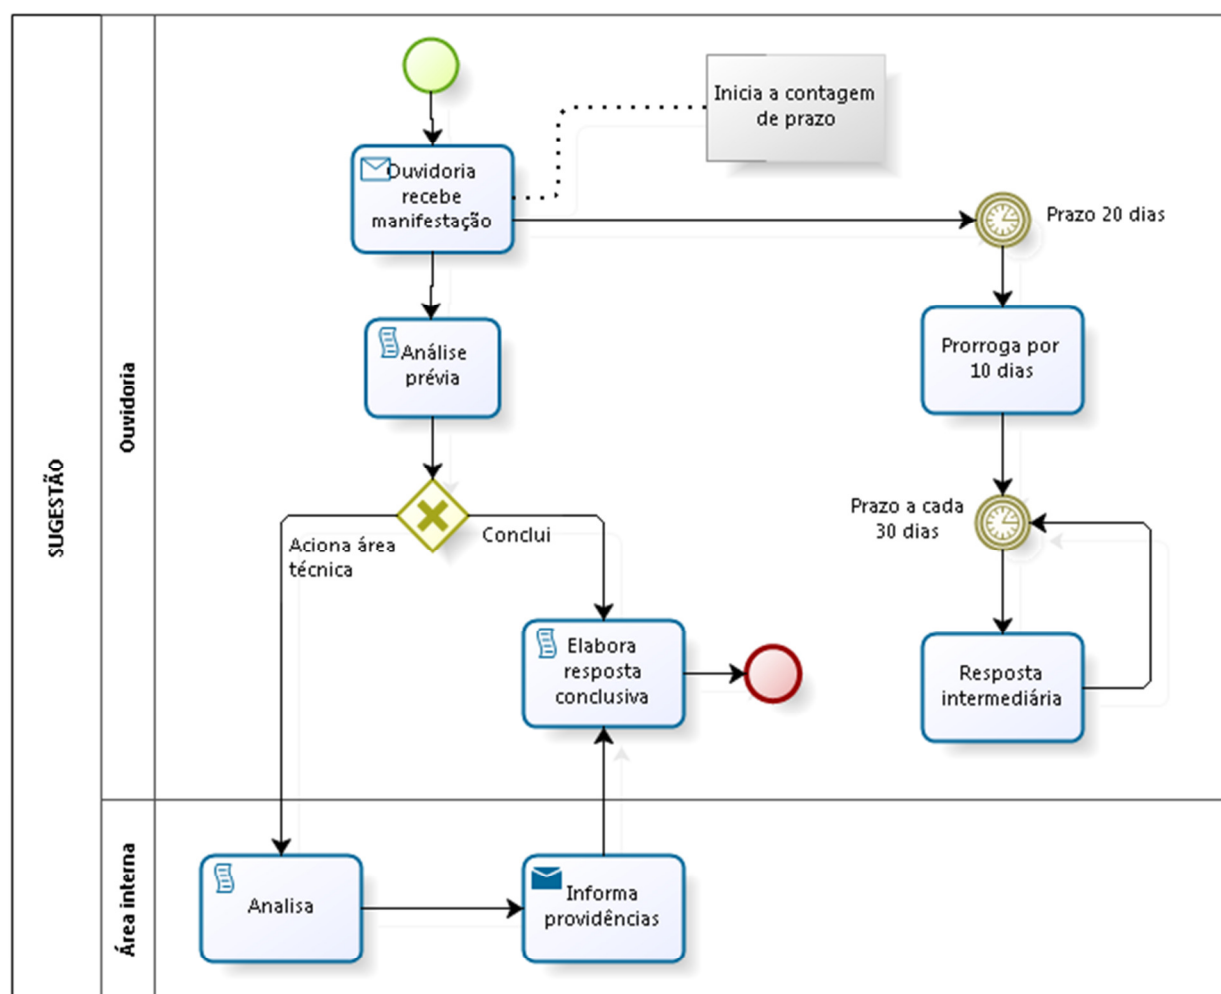 SUGESTÃO
Ouvidoria
Inicia a contagem
de prazo
Ouvidoria
recebe
manifestação
Prazo 20 dias
Análise
prévia
Prorroga por
10 dias
Aciona área
técnica
Conclui
Prazo a cada
30 dias
Elabora
resposta
conclusiva
Resposta
intermediária
Área interna
Analisa
Informa
providências